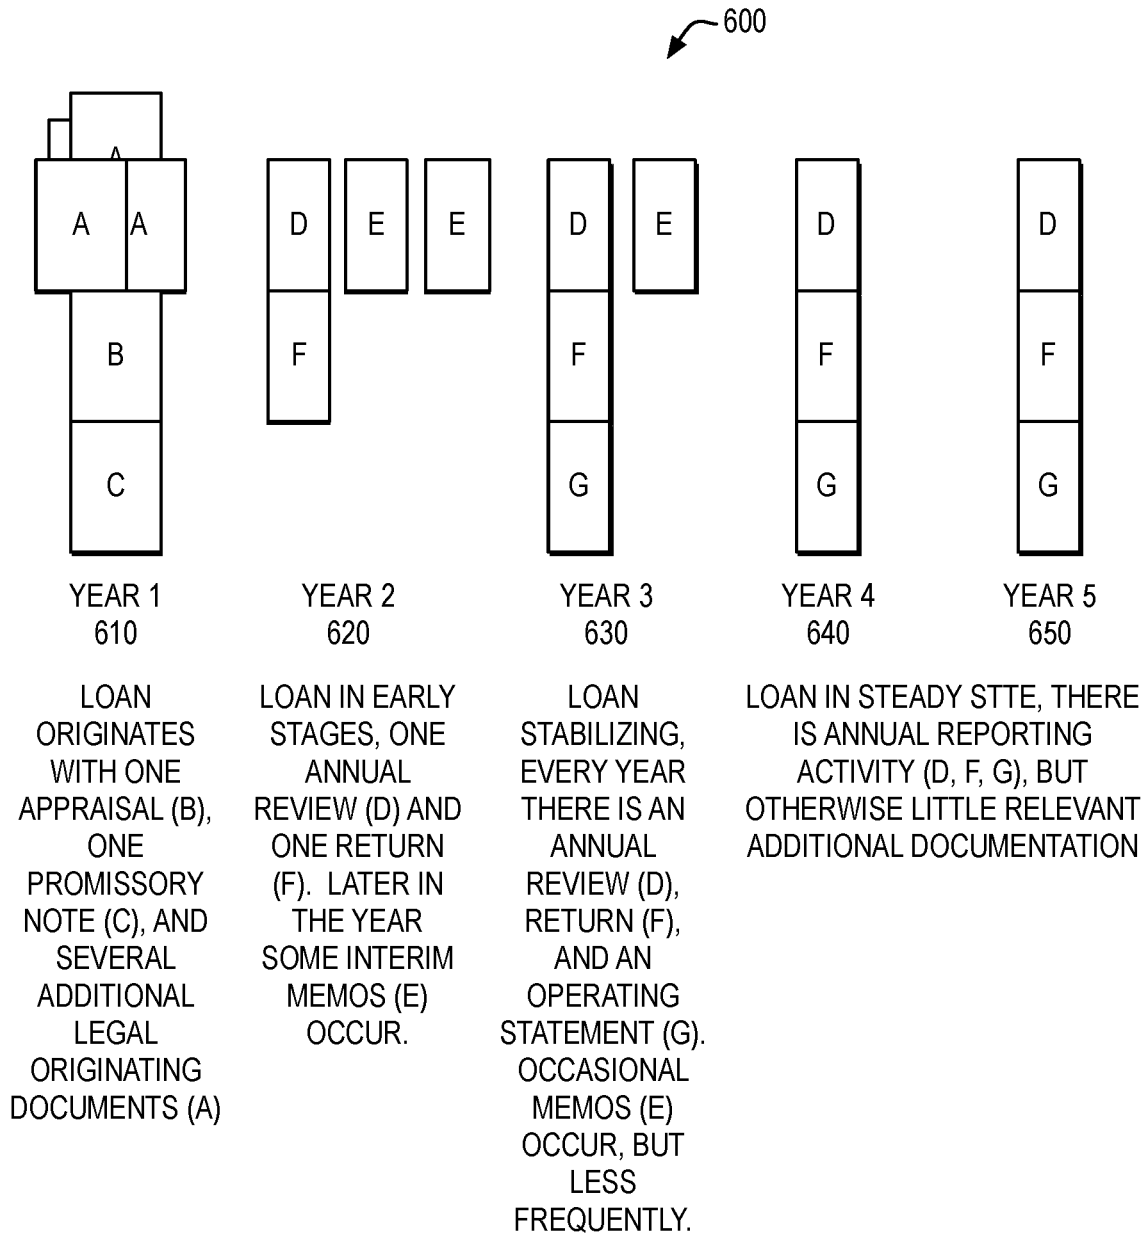 600
A
A A
D E E
D E
D
D
B
F
F
F
F
C
G
G
G
YEAR 1
610
YEAR 2
620
YEAR 3
630
YEAR 4
640
YEAR 5
650
LOAN
ORIGINATES
WITH ONE
APPRAISAL (B),
ONE
PROMISSORY
NOTE (C), AND
SEVERAL
ADDITIONAL
LEGAL
ORIGINATING
DOCUMENTS (A)
LOAN IN EARLY
STAGES, ONE
ANNUAL
REVIEW (D) AND
ONE RETURN
(F). LATER IN
THE YEAR
SOME INTERIM
MEMOS (E)
OCCUR.
LOAN
STABILIZING,
EVERY YEAR
THERE IS AN
ANNUAL
REVIEW (D),
RETURN (F),
AND AN
OPERATING
STATEMENT (G).
OCCASIONAL
MEMOS (E)
OCCUR, BUT
LESS
FREQUENTLY.
LOAN IN STEADY STTE, THERE
IS ANNUAL REPORTING
ACTIVITY (D, F, G), BUT
OTHERWISE LITTLE RELEVANT
ADDITIONAL DOCUMENTATION